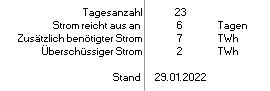 Tagesanzahl 23
Strom reicht aus an 6 Tagen
Zusätzlich benötigter Strom 7 TWh
Überschüssiger Strom 2 TWh
Stand 29.01.2022